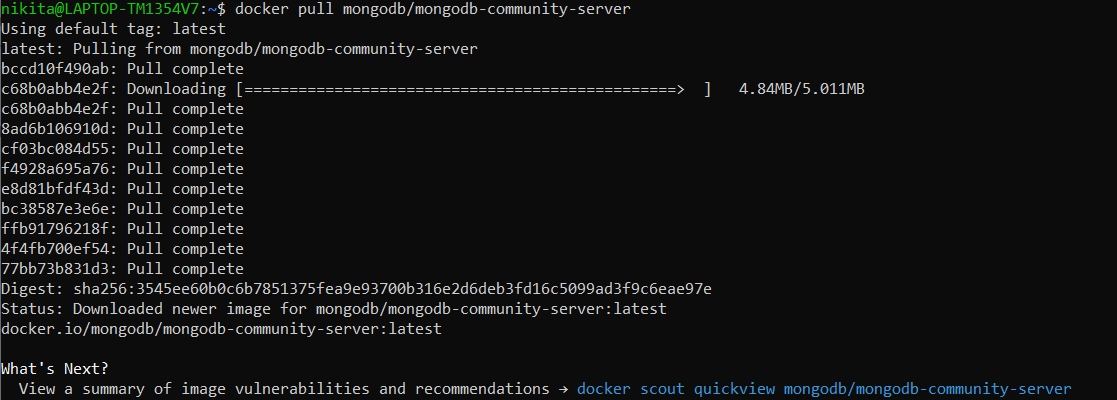 nikita@LAPTOP-TM1354V7:~$ docker pull mongodb/mongodb-community-server
Using default tag: latest
latest: Pulling from mongodb/mongodb-community-server
bccd10f490ab: Pull complete
c68b0abb4e2f: Downloading [================================================>  ]   4.84MB/5.011MB
c68b0abb4e2f: Pull complete
8ad6b106910d: Pull complete
cf03bc084d55: Pull complete
f4928a695a76: Pull complete
e8d81bfdf43d: Pull complete
bc38587e3e6e: Pull complete
ffb91796218f: Pull complete
4f4fb700ef54: Pull complete
77bb73b831d3: Pull complete
Digest: sha256:3545ee60b0c6b7851375fea9e93700b316e2d6deb3fd16c5099ad3f9c6eae97e
Status: Downloaded newer image for mongodb/mongodb-community-server:latest
docker.io/mongodb/mongodb-community-server:latest
What's Next?
  View a summary of image vulnerabilities and recommendations → docker scout quickview mongodb/mongodb-community-server